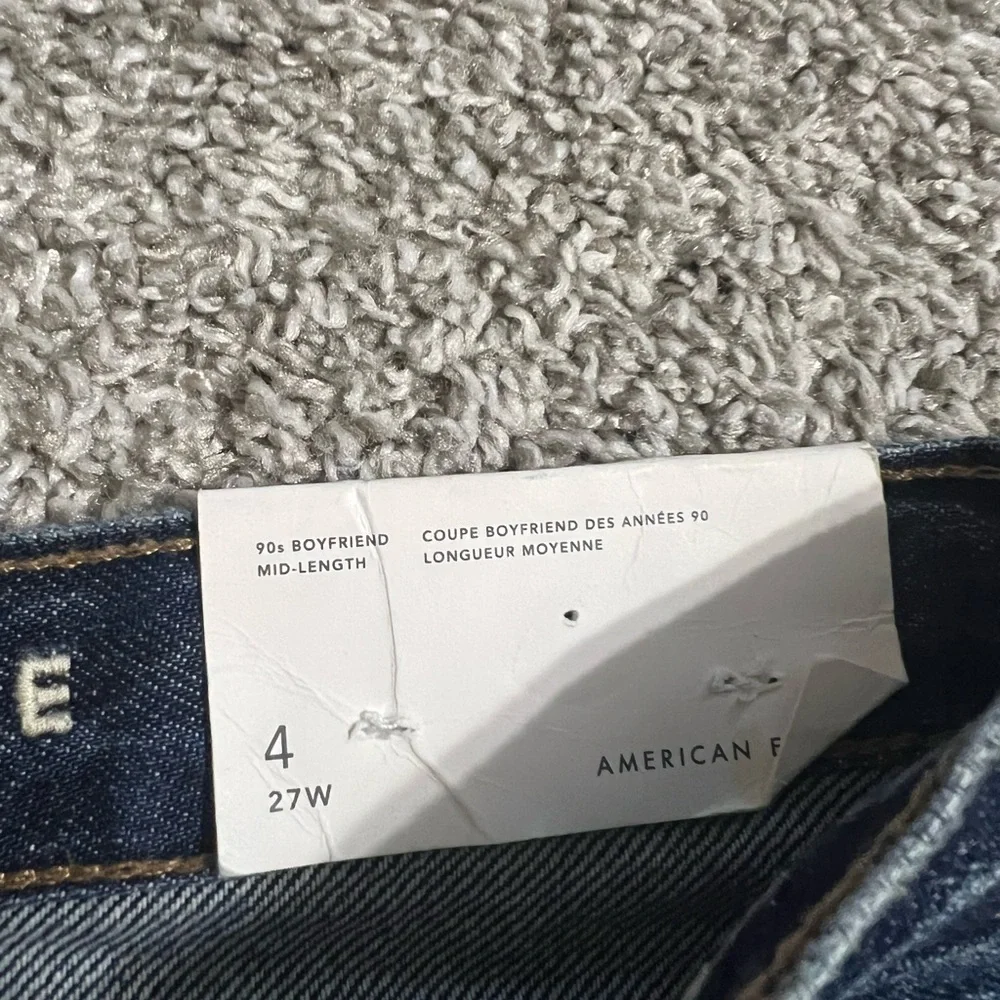 90s BOYFRIEND
MID-LENGTH
COUPE BOYFRIEND DES ANNÉES 90
LONGUEUR MOYENNE
4
27W
AMERICAN
E